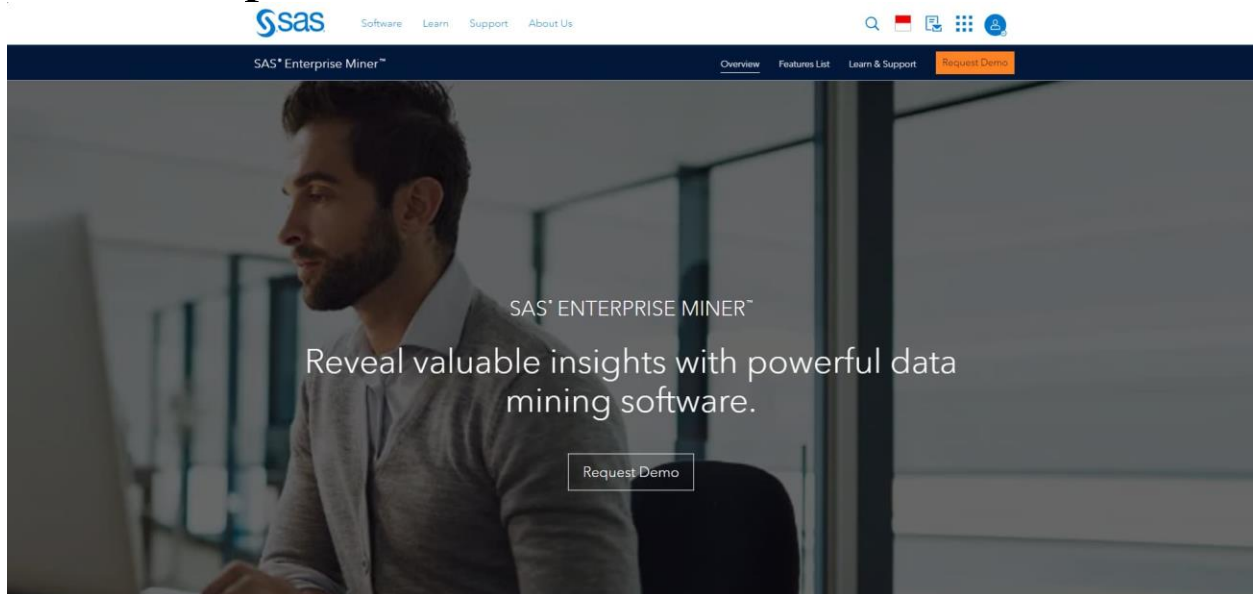 sas
Software Learn Support About Us
SAS® Enterprise Miner™
Overview Features List Learn & Support Request Demo
SAS® ENTERPRISE MINER™
Reveal valuable insights with powerful data
mining software.
Request Demo